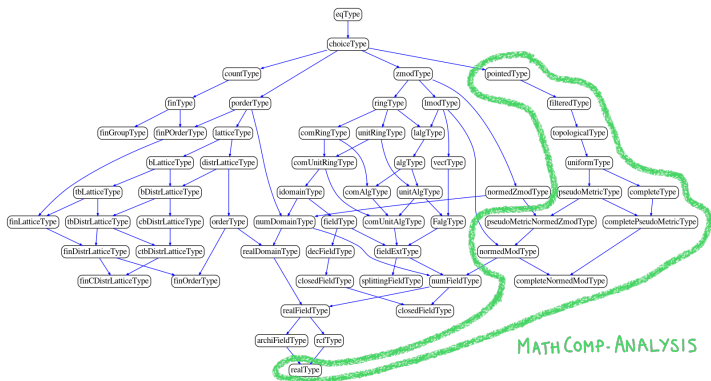 eqType
choiceType
countType
zmodType
pointedType
finType
porderType
ringType
lmodType
filteredType
finGroupType
finPOrderType
latticeType
comRingType
unitRingType
lalgType
topologicalType
bLatticeType
distrLatticeType
comUnitRingType
algType
vectType
uniformType
tbLatticeType
bDistrLatticeType
idomainType
comAlgType
unitAlgType
normedZmodType
pseudoMetricType
completeType
finLatticeType
tbDistrLatticeType
cbDistrLatticeType
orderType
numDomainType
fieldType
comUnitAlgType
FalgType
pseudoMetricNormedZmodType
completePseudoMetricType
finDistrLatticeType
ctbDistrLatticeType
realDomainType
decFieldType
fieldExtType
normedModType
finCDistrLatticeType
finOrderType
closedFieldType
splittingFieldType
numFieldType
completeNormedModType
realFieldType
closedFieldType
archiFieldType
rcfType
MATHCOMP-ANALYSIS
realType